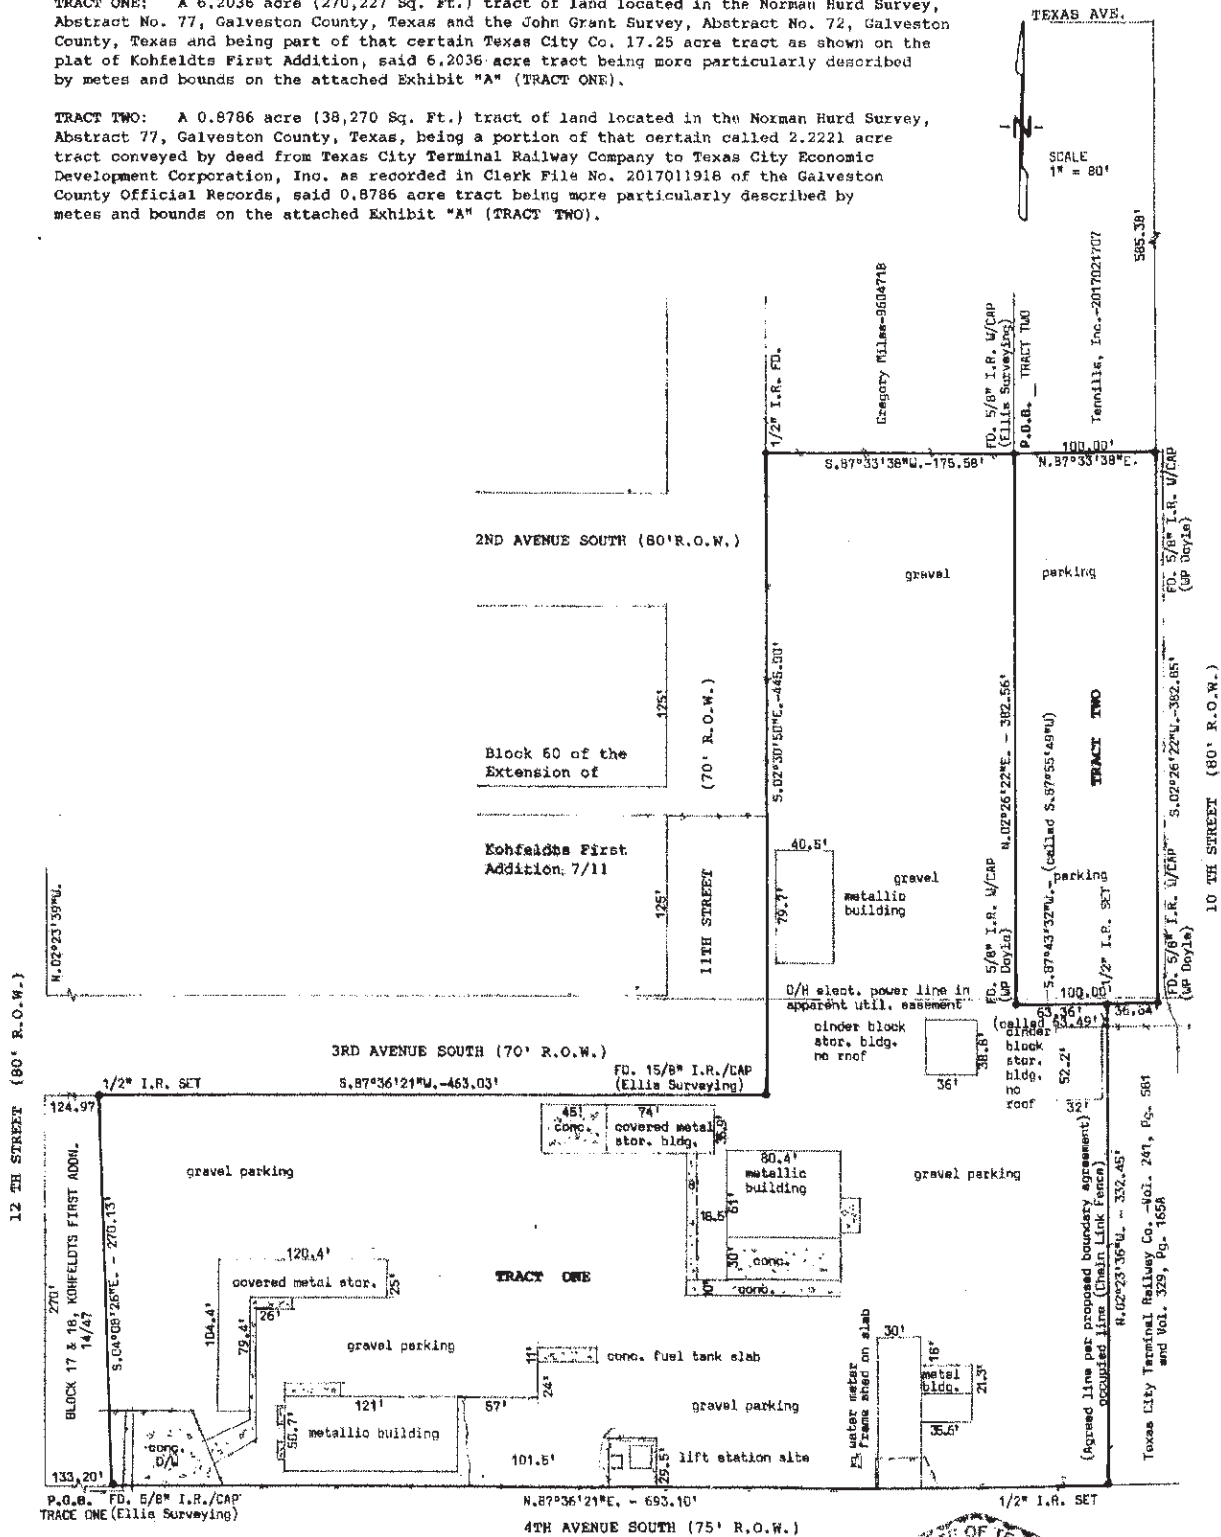 TRACT ONE: A 6.2036 acre (270,227 Sq. Ft.) tract of land located in the Norman Hurd Survey,
Abstract No. 77, Galveston County, Texas and the John Grant Survey, Abstract No. 72, Galveston
County, Texas and being part of that certain Texas City Co. 17.25 acre tract as shown on the
plat of Kohfeldts First Addition, said 6.2036 acre tract being more particularly described
by metes and bounds on the attached Exhibit "A" (TRACT ONE).
TRACT TWO: A 0.8786 acre (38,270 Sq. Ft.) tract of land located in the Norman Hurd Survey,
Abstract 77, Galveston County, Texas, being a portion of that certain called 2.2221 acre
tract conveyed by deed from Texas City Terminal Railway Company to Texas City Economic
Development Corporation, Inc. as recorded in Clerk File No. 2017011918 of the Galveston
County Official Records, said 0.8786 acre tract being more particularly described by
metes and bounds on the attached Exhibit "A" (TRACT TWO).
TEXAS AVE.
N
SCALE
1" = 80'
585.38'
Gregory Miles-9604718
1/2" I.R. FD.
FD. 5/8" I.R. W/CAP
(Ellis Surveying)
P.O.B. TRACT TWO
Tennille, Inc.-2017021707
S.87°33'38"W.-175.58'
100.00'
N.87°33'38"E.
FD. 5/8" I.R. W/CAP
(WP Doyle)
2ND AVENUE SOUTH (80'R.O.W.)
gravel
parking
125'
(70' R.O.W.)
S.02°30'50"E.-446.00'
N.02°26'22"E. - 382.56'
TRACT TWO
S.02°26'22"W.-382.85'
10 TH STREET (80' R.O.W.)
Block 60 of the
Extension of
Kohfeldts First
Addition 7/11
125'
11TH STREET
40.5'
79.7'
metallic
building
gravel
parking
FD. 5/8" I.R. W/CAP
(WP Doyle)
S.87°43'32"W.-(called S.87°55'49"W)
1/2" I.R. SET
FD. 5/8" I.R. W/CAP
(WP Doyle)
N.02°23'39"W.
12 TH STREET (80' R.O.W.)
O/H elect. power line in
apparent util. easement
100.00
63.36'
36.64
(called 63.49')
cinder block
stor. bldg.
no roof
36'
38.8'
cinder
block
stor.
bldg.
no
roof
52.2'
32'
3RD AVENUE SOUTH (70' R.O.W.)
1/2" I.R. SET
S.87°36'21"W.-463.03'
FD. 15/8" I.R./CAP
(Ellis Surveying)
124.97
45'
conc.
74'
covered metal
stor. bldg.
gravel parking
80.4'
metallic
building
61'
18.5'
8'
30'
conc.
10'
conc.
gravel parking
270'
BLOCK 17 & 18, KOHFELDTS FIRST ADDN.
14/47
S.04°08'26"E. - 270.13'
TRACT ONE
120.4'
covered metal stor.
25'
26'
104.4'
79.4'
gravel parking
11'
conc. fuel tank slab
24'
121'
57'
50.7'
metallic building
conc.
D/W
101.5'
29.5'
lift station site
gravel parking
water meter
frame shed on slab
30'
16'
metal
bldg.
21.3'
35.6'
(Agreed line per proposed boundary agreement)
occupied line (Chain Link Fence)
N.02°23'36"W. - 332.45'
Texas City Terminal Railway Co.-Vol. 241, Pg. 581
and Vol. 329, Pg. 165A
133.20'
P.O.B. FD. 5/8" I.R./CAP
TRACE ONE (Ellis Surveying)
N.87°36'21"E. - 693.10'
1/2" I.R. SET
4TH AVENUE SOUTH (75' R.O.W.)